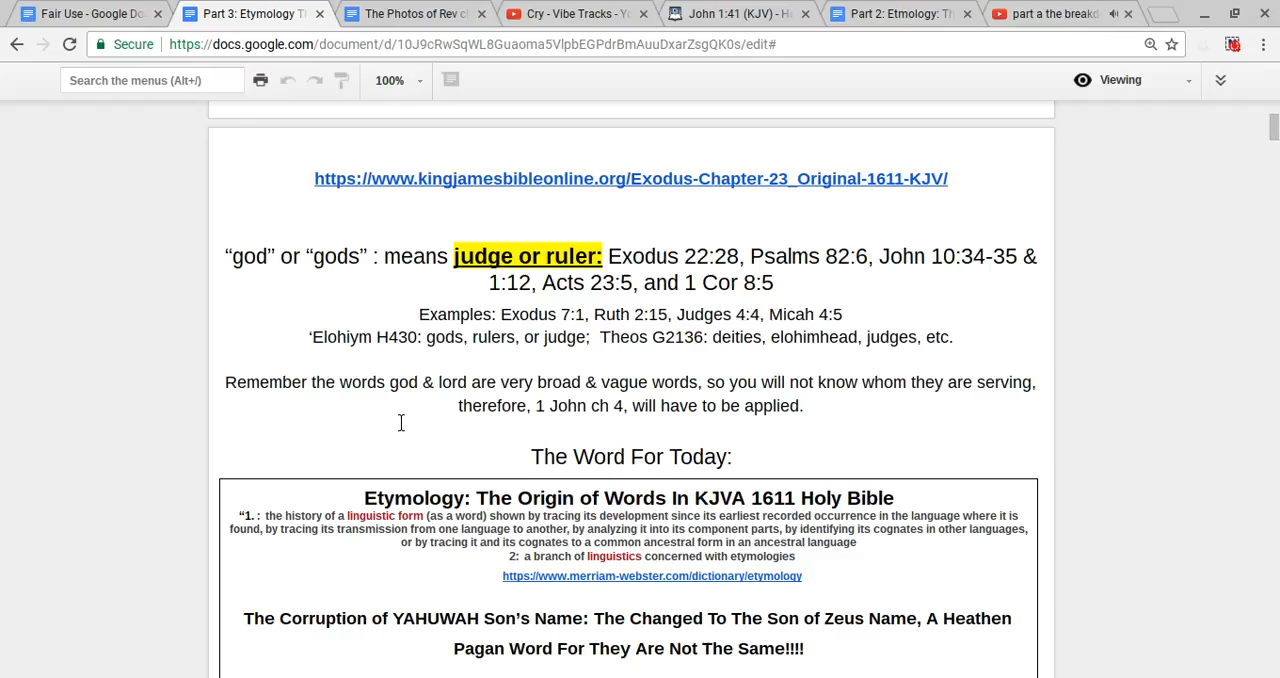 Fair Use - Google Do
Part 3: Etymology T
The Photos of Rev c
Cry - Vibe Tracks - Y
John 1:41 (KJV) - H
Part 2: Etmology: Th
part a the breakd
Secure
https://docs.google.com/document/d/10J9cRwSqWL8Guaoma5VlpbEGPdrBmAuuDxarZsgQK0s/edit#
Search the menus (Alt+/)
100%
Viewing
https://www.kingjamesbibleonline.org/Exodus-Chapter-23_Original-1611-KJV/
“god” or “gods” : means judge or ruler: Exodus 22:28, Psalms 82:6, John 10:34-35 &
1:12, Acts 23:5, and 1 Cor 8:5
Examples: Exodus 7:1, Ruth 2:15, Judges 4:4, Micah 4:5
‘Elohiym H430: gods, rulers, or judge; Theos G2136: deities, elohimhead, judges, etc.
Remember the words god & lord are very broad & vague words, so you will not know whom they are serving,
therefore, 1 John ch 4, will have to be applied.
The Word For Today:
Etymology: The Origin of Words In KJVA 1611 Holy Bible
“1. : the history of a linguistic form (as a word) shown by tracing its development since its earliest recorded occurrence in the language where it is
found, by tracing its transmission from one language to another, by analyzing it into its component parts, by identifying its cognates in other languages,
or by tracing it and its cognates to a common ancestral form in an ancestral language
2: a branch of linguistics concerned with etymologies
https://www.merriam-webster.com/dictionary/etymology
The Corruption of YAHUWAH Son’s Name: The Changed To The Son of Zeus Name, A Heathen
Pagan Word For They Are Not The Same!!!!